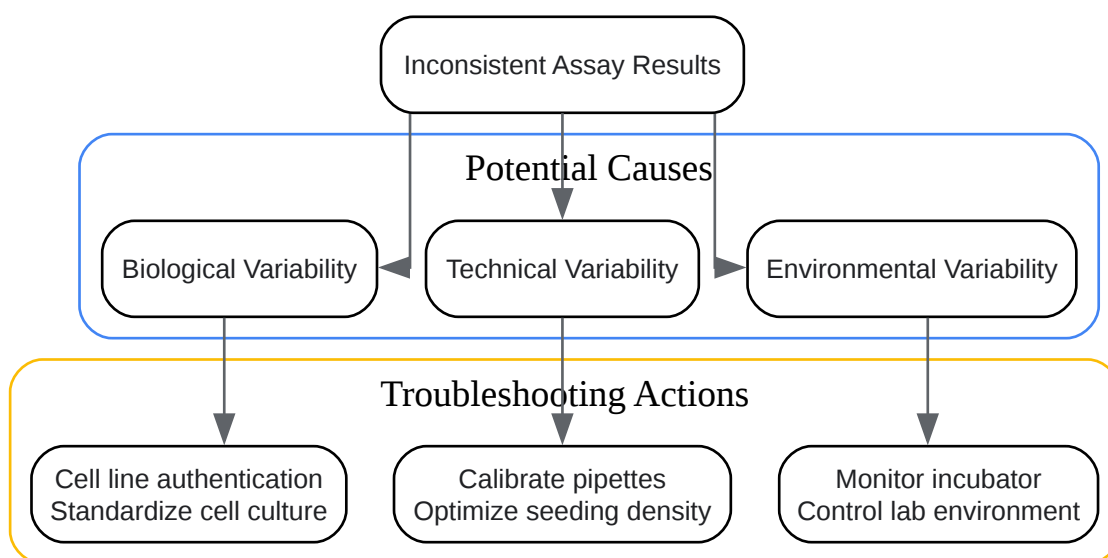 Inconsistent Assay Results
Potential Causes
Biological Variability
Technical Variability
Environmental Variability
Troubleshooting Actions
Cell line authentication
Standardize cell culture
Calibrate pipettes
Optimize seeding density
Monitor incubator
Control lab environment